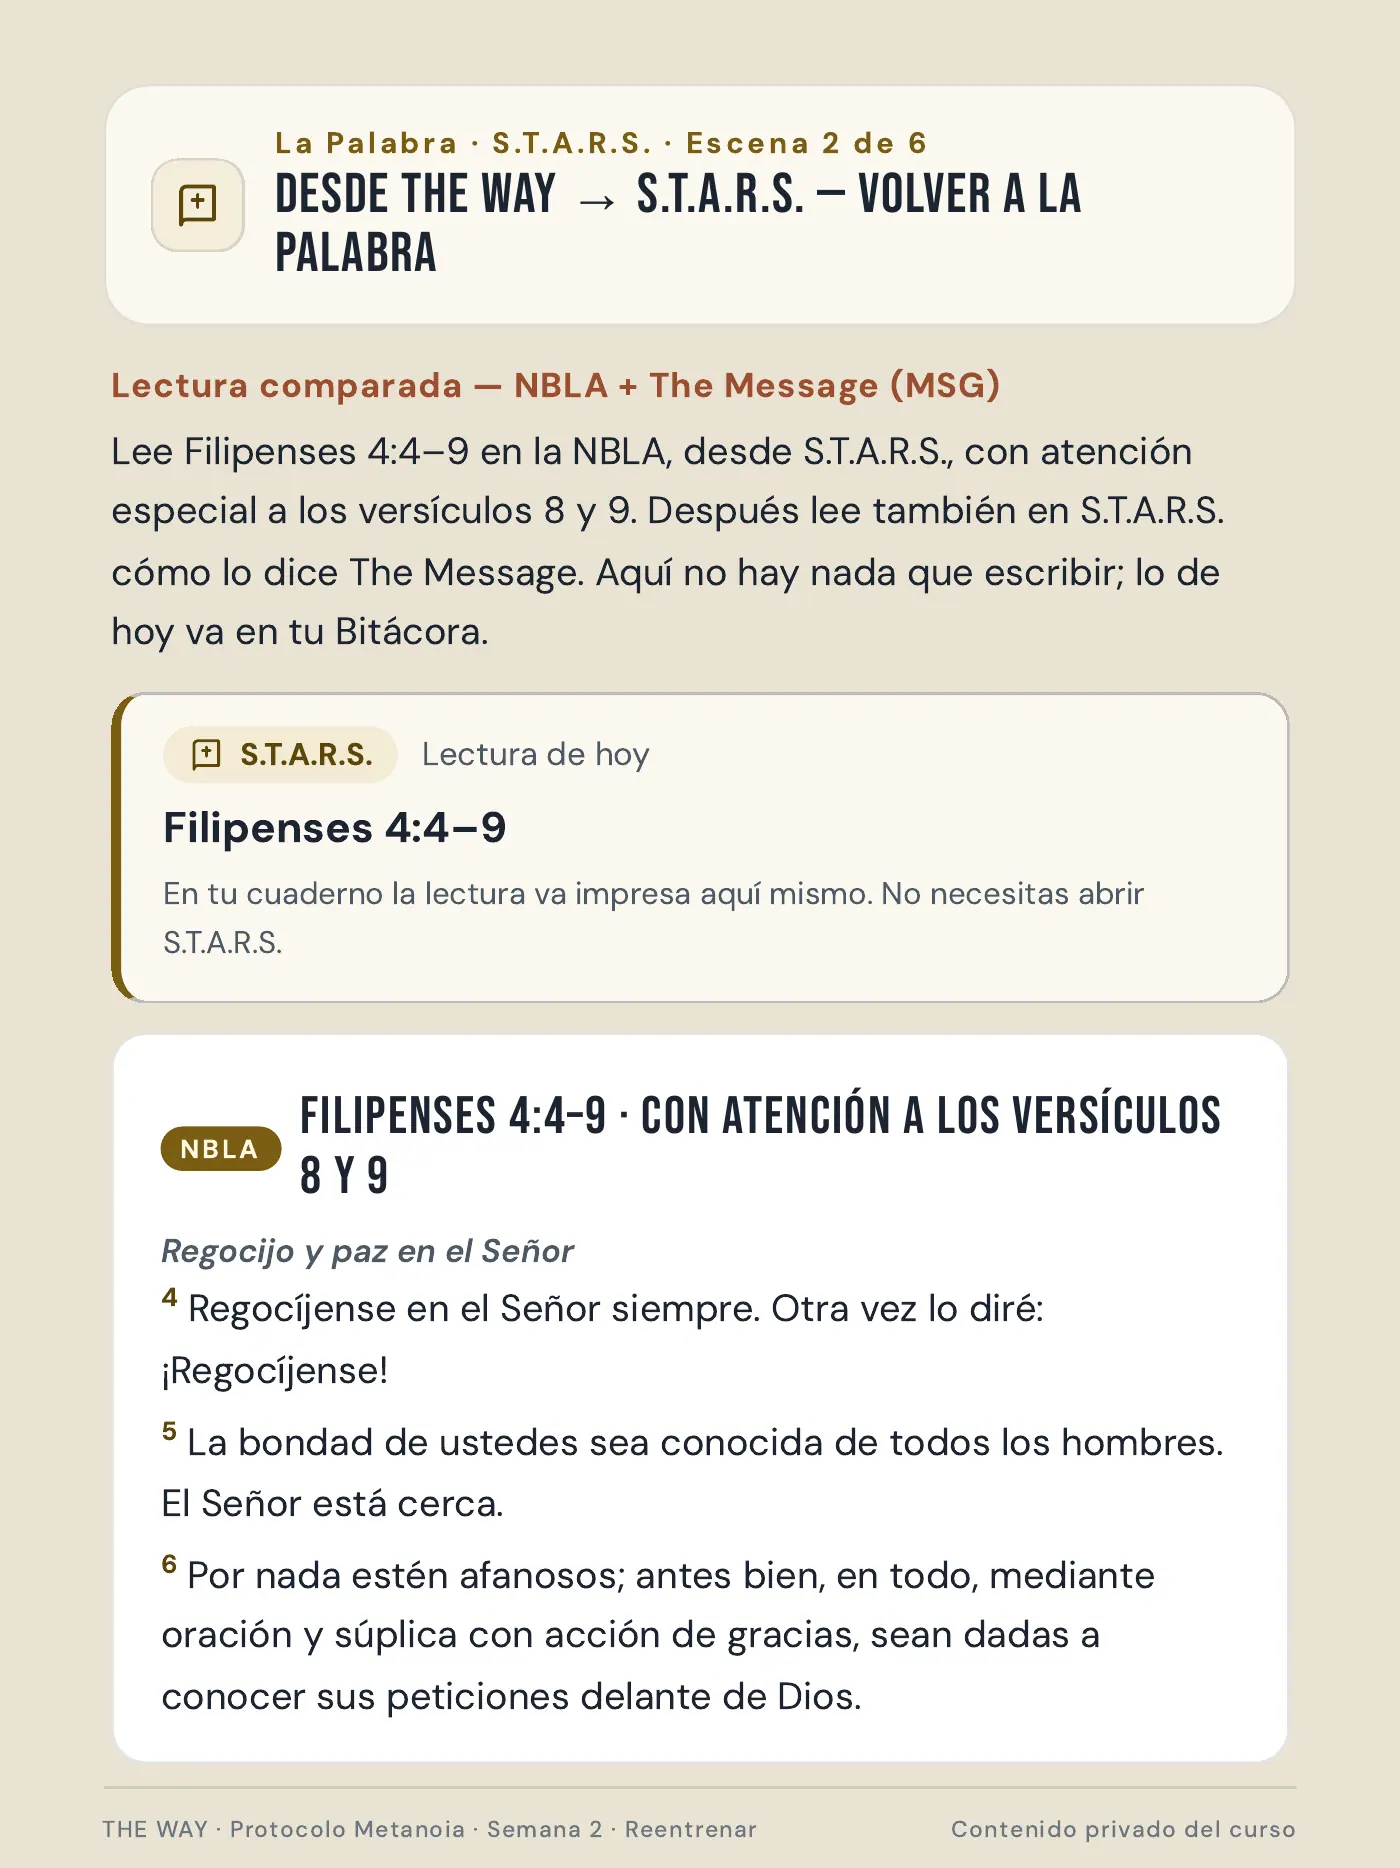 La Palabra · S.T.A.R.S. · Escena 2 de 6
DESDE THE WAY → S.T.A.R.S. — VOLVER A LA
PALABRA
Lectura comparada — NBLA + The Message (MSG)
Lee Filipenses 4:4–9 en la NBLA, desde S.T.A.R.S., con atención
especial a los versículos 8 y 9. Después lee también en S.T.A.R.S.
cómo lo dice The Message. Aquí no hay nada que escribir; lo de
hoy va en tu Bitácora.
S.T.A.R.S. Lectura de hoy
Filipenses 4:4–9
En tu cuaderno la lectura va impresa aquí mismo. No necesitas abrir
S.T.A.R.S.
NBLA
FILIPENSES 4:4–9 · CON ATENCIÓN A LOS VERSÍCULOS
8 Y 9
Regocijo y paz en el Señor
4 Regocíjense en el Señor siempre. Otra vez lo diré:
¡Regocíjense!
5 La bondad de ustedes sea conocida de todos los hombres.
El Señor está cerca.
6 Por nada estén afanosos; antes bien, en todo, mediante
oración y súplica con acción de gracias, sean dadas a
conocer sus peticiones delante de Dios.
THE WAY · Protocolo Metanoia · Semana 2 · Reentrenar
Contenido privado del curso